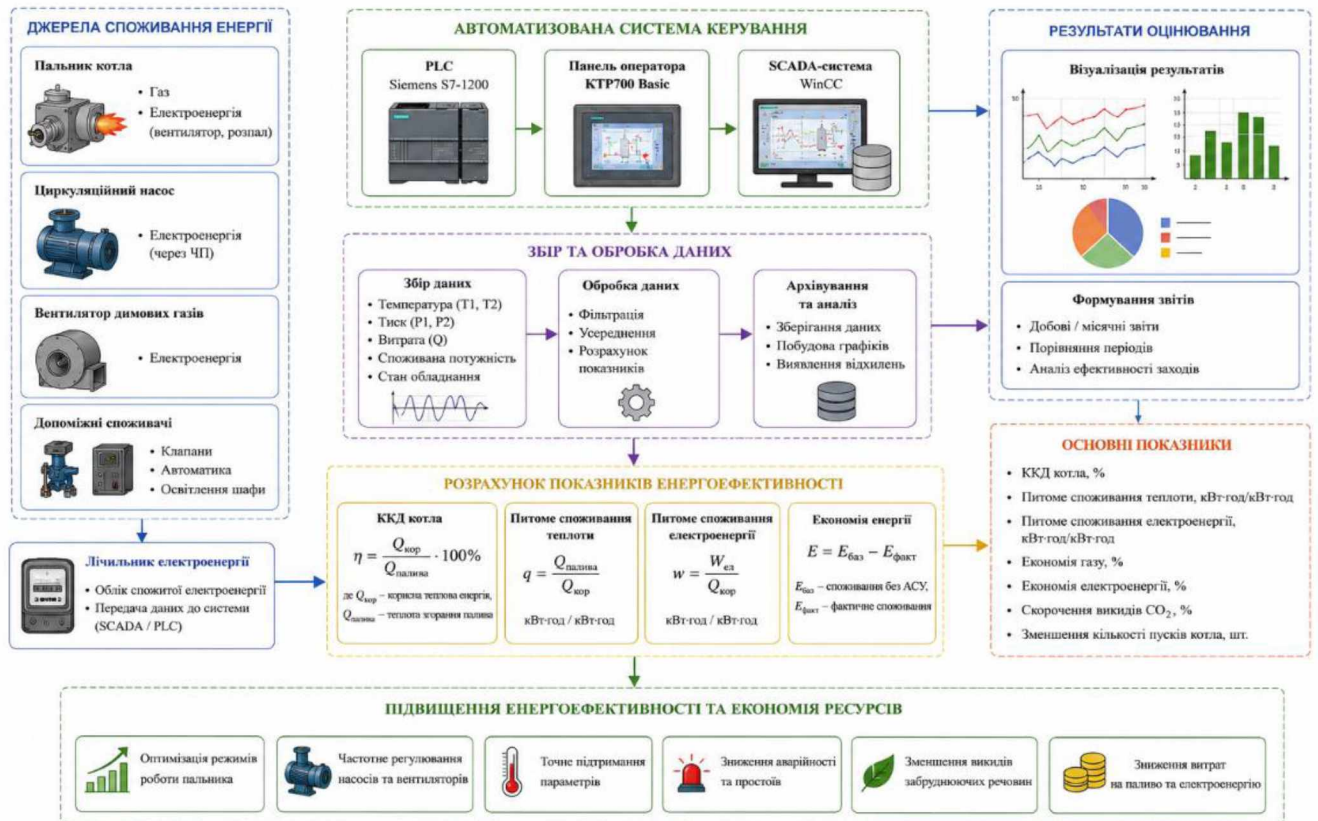 ДЖЕРЕЛА СПОЖИВАННЯ ЕНЕРГІЇ
Пальник котла
• Газ
• Електроенергія
(вентилятор, розпал)
Циркуляційний насос
• Електроенергія
(через ЧП)
Вентилятор димових газів
• Електроенергія
Допоміжні споживачі
• Клапани
• Автоматика
• Освітлення шафи
Лічильник електроенергії
• Облік спожитої електроенергії
• Передача даних до системи
(SCADA / PLC)
АВТОМАТИЗОВАНА СИСТЕМА КЕРУВАННЯ
PLC
Siemens S7-1200
Панель оператора
KTP700 Basic
SCADA-система
WinCC
ЗБІР ТА ОБРОБКА ДАНИХ
Збір даних
• Температура (T1, T2)
• Тиск (P1, P2)
• Витрата (Q)
• Споживана потужність
• Стан обладнання
Обробка даних
• Фільтрація
• Усереднення
• Розрахунок
показників
Архівування
та аналіз
• Зберігання даних
• Побудова графіків
• Виявлення відхилень
РОЗРАХУНОК ПОКАЗНИКІВ ЕНЕРГОЕФЕКТИВНОСТІ
ККД котла
η = Qкор / Qпалива · 100%
де Qкор – корисна теплова енергія,
Qпалива – теплота згорання палива
Питоме споживання
теплоти
q = Qпалива / Qкор
кВт·год / кВт·год
Питоме споживання
електроенергії
w = Wел / Qкор
кВт·год / кВт·год
Економія енергії
E = Eбаз − Eфакт
Eбаз – споживання без АСУ,
Eфакт – фактичне споживання
РЕЗУЛЬТАТИ ОЦІНЮВАННЯ
Візуалізація результатів
Формування звітів
• Добові / місячні звіти
• Порівняння періодів
• Аналіз ефективності заходів
ОСНОВНІ ПОКАЗНИКИ
• ККД котла, %
• Питоме споживання теплоти, кВт·год/кВт·год
• Питоме споживання електроенергії,
кВт·год/кВт·год
• Економія газу, %
• Економія електроенергії, %
• Скорочення викидів CO₂, %
• Зменшення кількості пусків котла, шт.
ПІДВИЩЕННЯ ЕНЕРГОЕФЕКТИВНОСТІ ТА ЕКОНОМІЯ РЕСУРСІВ
Оптимізація режимів
роботи пальника
Частотне регулювання
насосів та вентиляторів
Точне підтримання
параметрів
Зниження аварійності
та простоїв
Зменшення викидів
забруднюючих речовин
Зниження витрат
на паливо та електроенергію